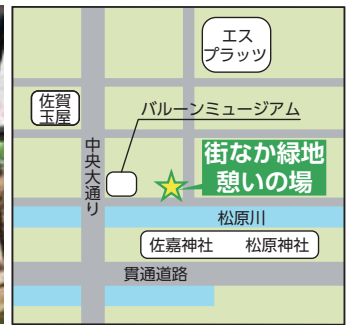 エス
プラッツ
佐賀
玉屋
バルーンミュージアム
中央大通り
街なか緑地
憩いの場
松原川
佐嘉神社 松原神社
貫通道路